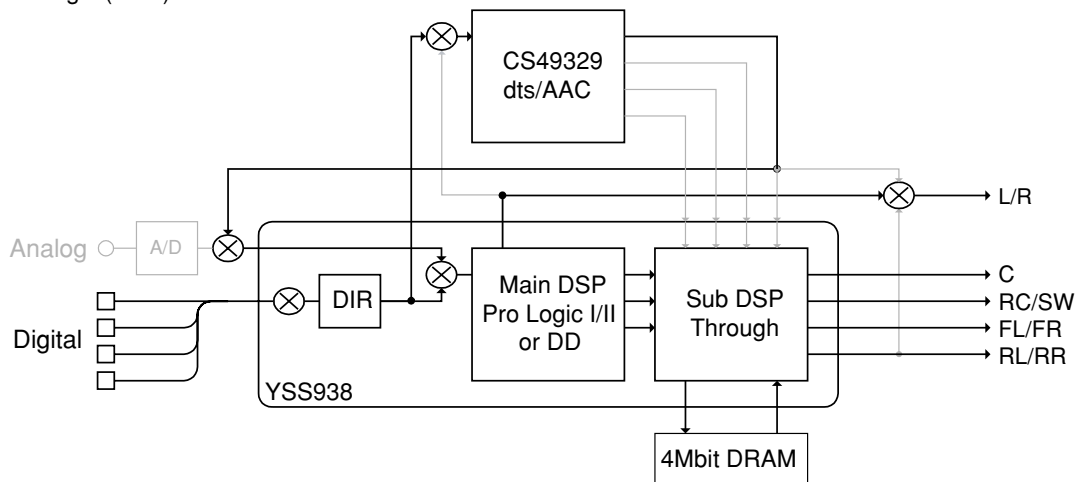 CS49329
dts/AAC
L/R
Analog
A/D
DIR
Main DSP
Pro Logic I/II
or DD
Sub DSP
Through
C
RC/SW
FL/FR
RL/RR
Digital
YSS938
4Mbit DRAM